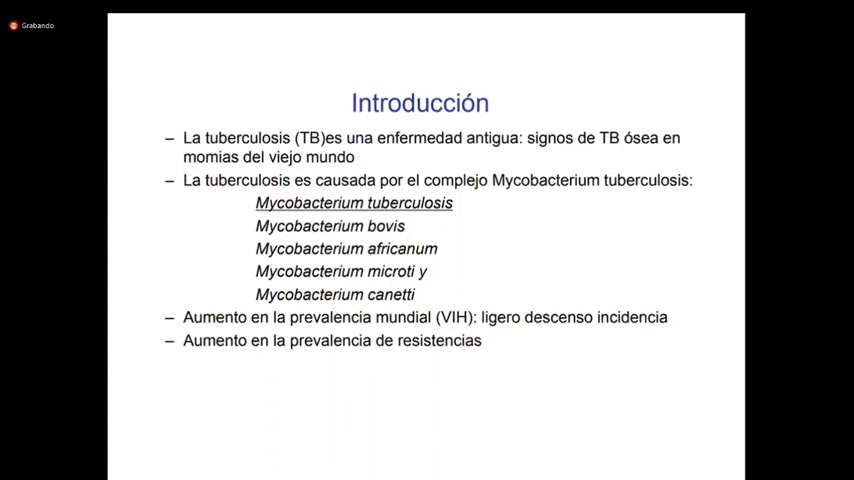 Grabando
Introducción
– La tuberculosis (TB)es una enfermedad antigua: signos de TB ósea en
momias del viejo mundo
– La tuberculosis es causada por el complejo Mycobacterium tuberculosis:
Mycobacterium tuberculosis
Mycobacterium bovis
Mycobacterium africanum
Mycobacterium microti y
Mycobacterium canetti
– Aumento en la prevalencia mundial (VIH): ligero descenso incidencia
– Aumento en la prevalencia de resistencias